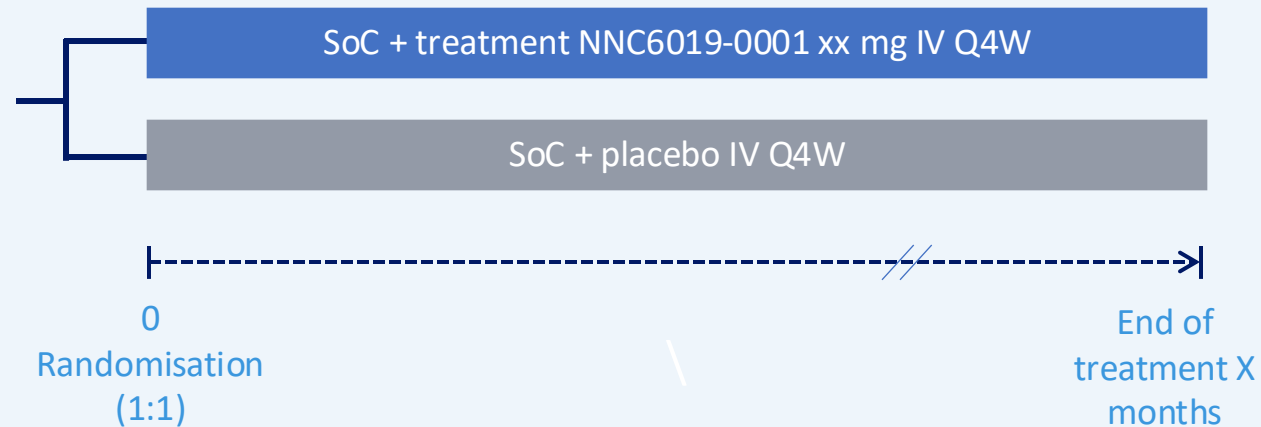 SoC + treatment NNC6019-0001 xx mg IV Q4W
SoC + placebo IV Q4W
0
Randomisation
(1:1)
\
End of
treatment X
months